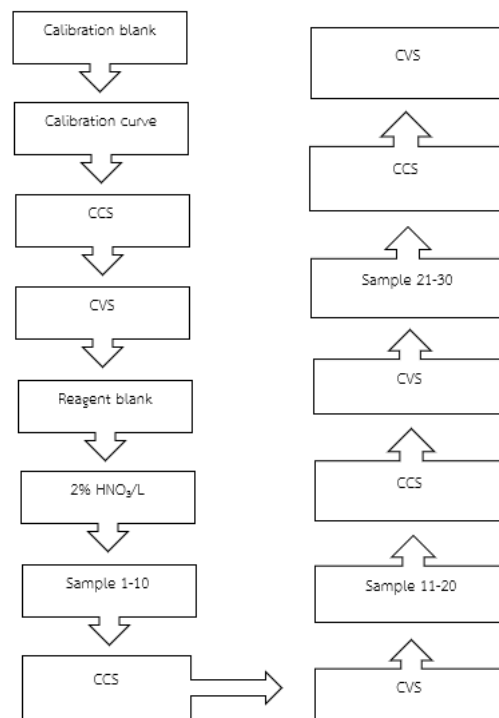 Calibration blank
Calibration curve
CCS
CVS
Reagent blank
2% HNO₃/L
Sample 1-10
CCS
CVS
Sample 11-20
CCS
CVS
Sample 21-30
CCS
CVS